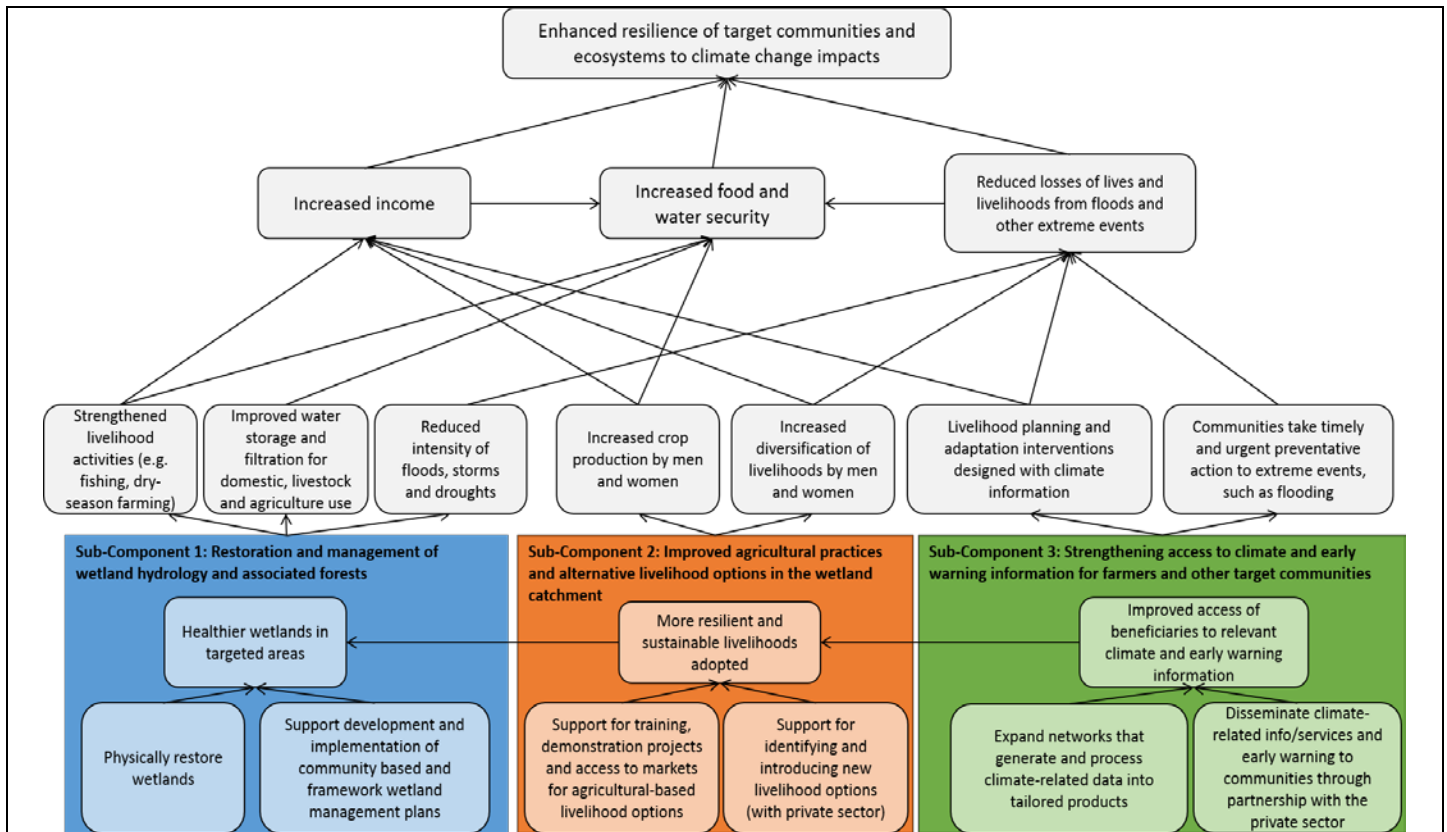 Enhanced resilience of target communities and
ecosystems to climate change impacts
Increased income
Increased food and
water security
Reduced losses of lives and
livelihoods from floods and
other extreme events
Strengthened
livelihood
activities (e.g.
fishing, dry-
season farming)
Improved water
storage and
filtration for
domestic, livestock
and agriculture use
Reduced
intensity of
floods, storms
and droughts
Increased crop
production by men
and women
Increased
diversification of
livelihoods by men
and women
Livelihood planning and
adaptation interventions
designed with climate
information
Communities take timely
and urgent preventative
action to extreme events,
such as flooding
Sub-Component 1: Restoration and management of
wetland hydrology and associated forests
Healthier wetlands in
targeted areas
Physically restore
wetlands
Support development and
implementation of
community based and
framework wetland
management plans
Sub-Component 2: Improved agricultural practices
and alternative livelihood options in the wetland
catchment
More resilient and
sustainable livelihoods
adopted
Support for training,
demonstration projects
and access to markets
for agricultural-based
livelihood options
Support for
identifying and
introducing new
livelihood options
(with private sector)
Sub-Component 3: Strengthening access to climate and early
warning information for farmers and other target communities
Improved access of
beneficiaries to relevant
climate and early warning
information
Expand networks that
generate and process
climate-related data into
tailored products
Disseminate climate-
related info/services and
early warning to
communities through
partnership with the
private sector